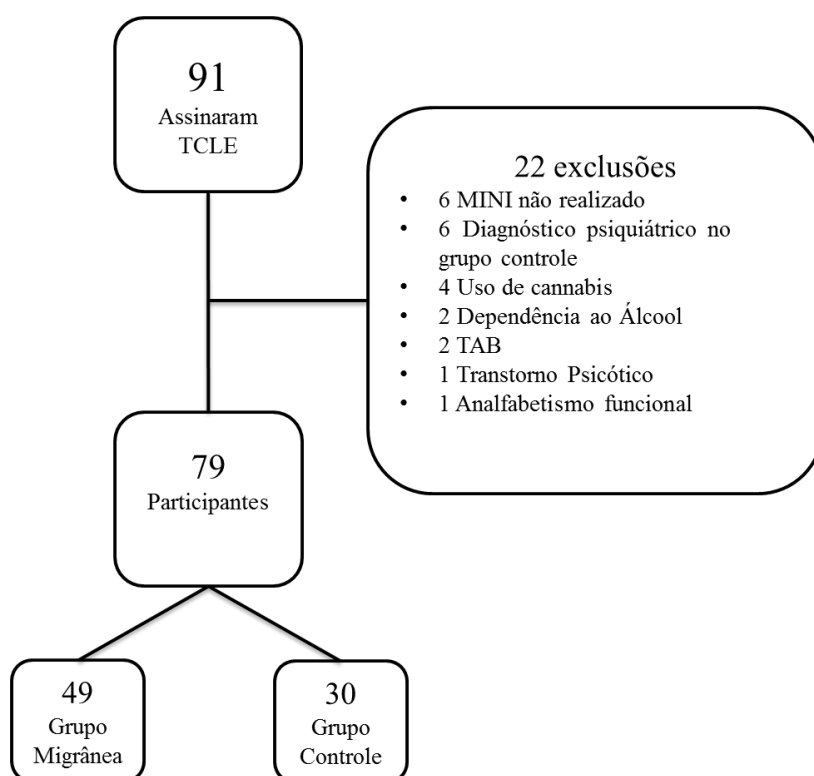 91
Assinaram
TCLE
22 exclusões
• 6 MINI não realizado
• 6 Diagnóstico psiquiátrico no
grupo controle
• 4 Uso de cannabis
• 2 Dependência ao Álcool
• 2 TAB
• 1 Transtorno Psicótico
• 1 Analfabetismo funcional
79
Participantes
49
Grupo
Migrânea
30
Grupo
Controle